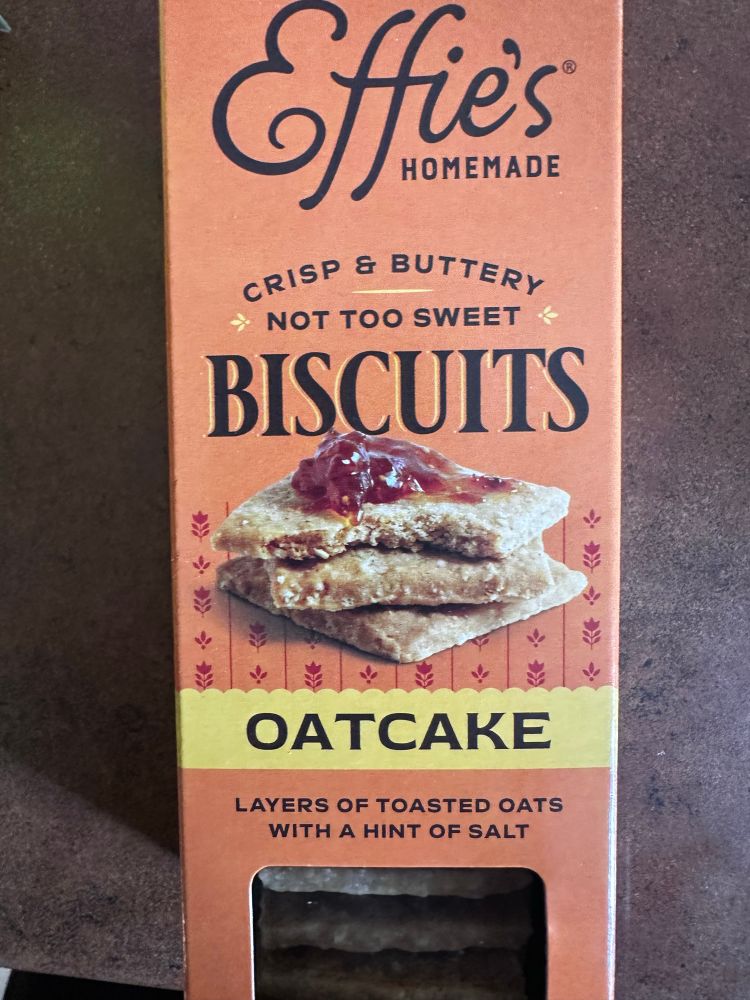 Effie's®
HOMEMADE
CRISP & BUTTERY
NOT TOO SWEET
BISCUITS
OATCAKE
LAYERS OF TOASTED OATS
WITH A HINT OF SALT